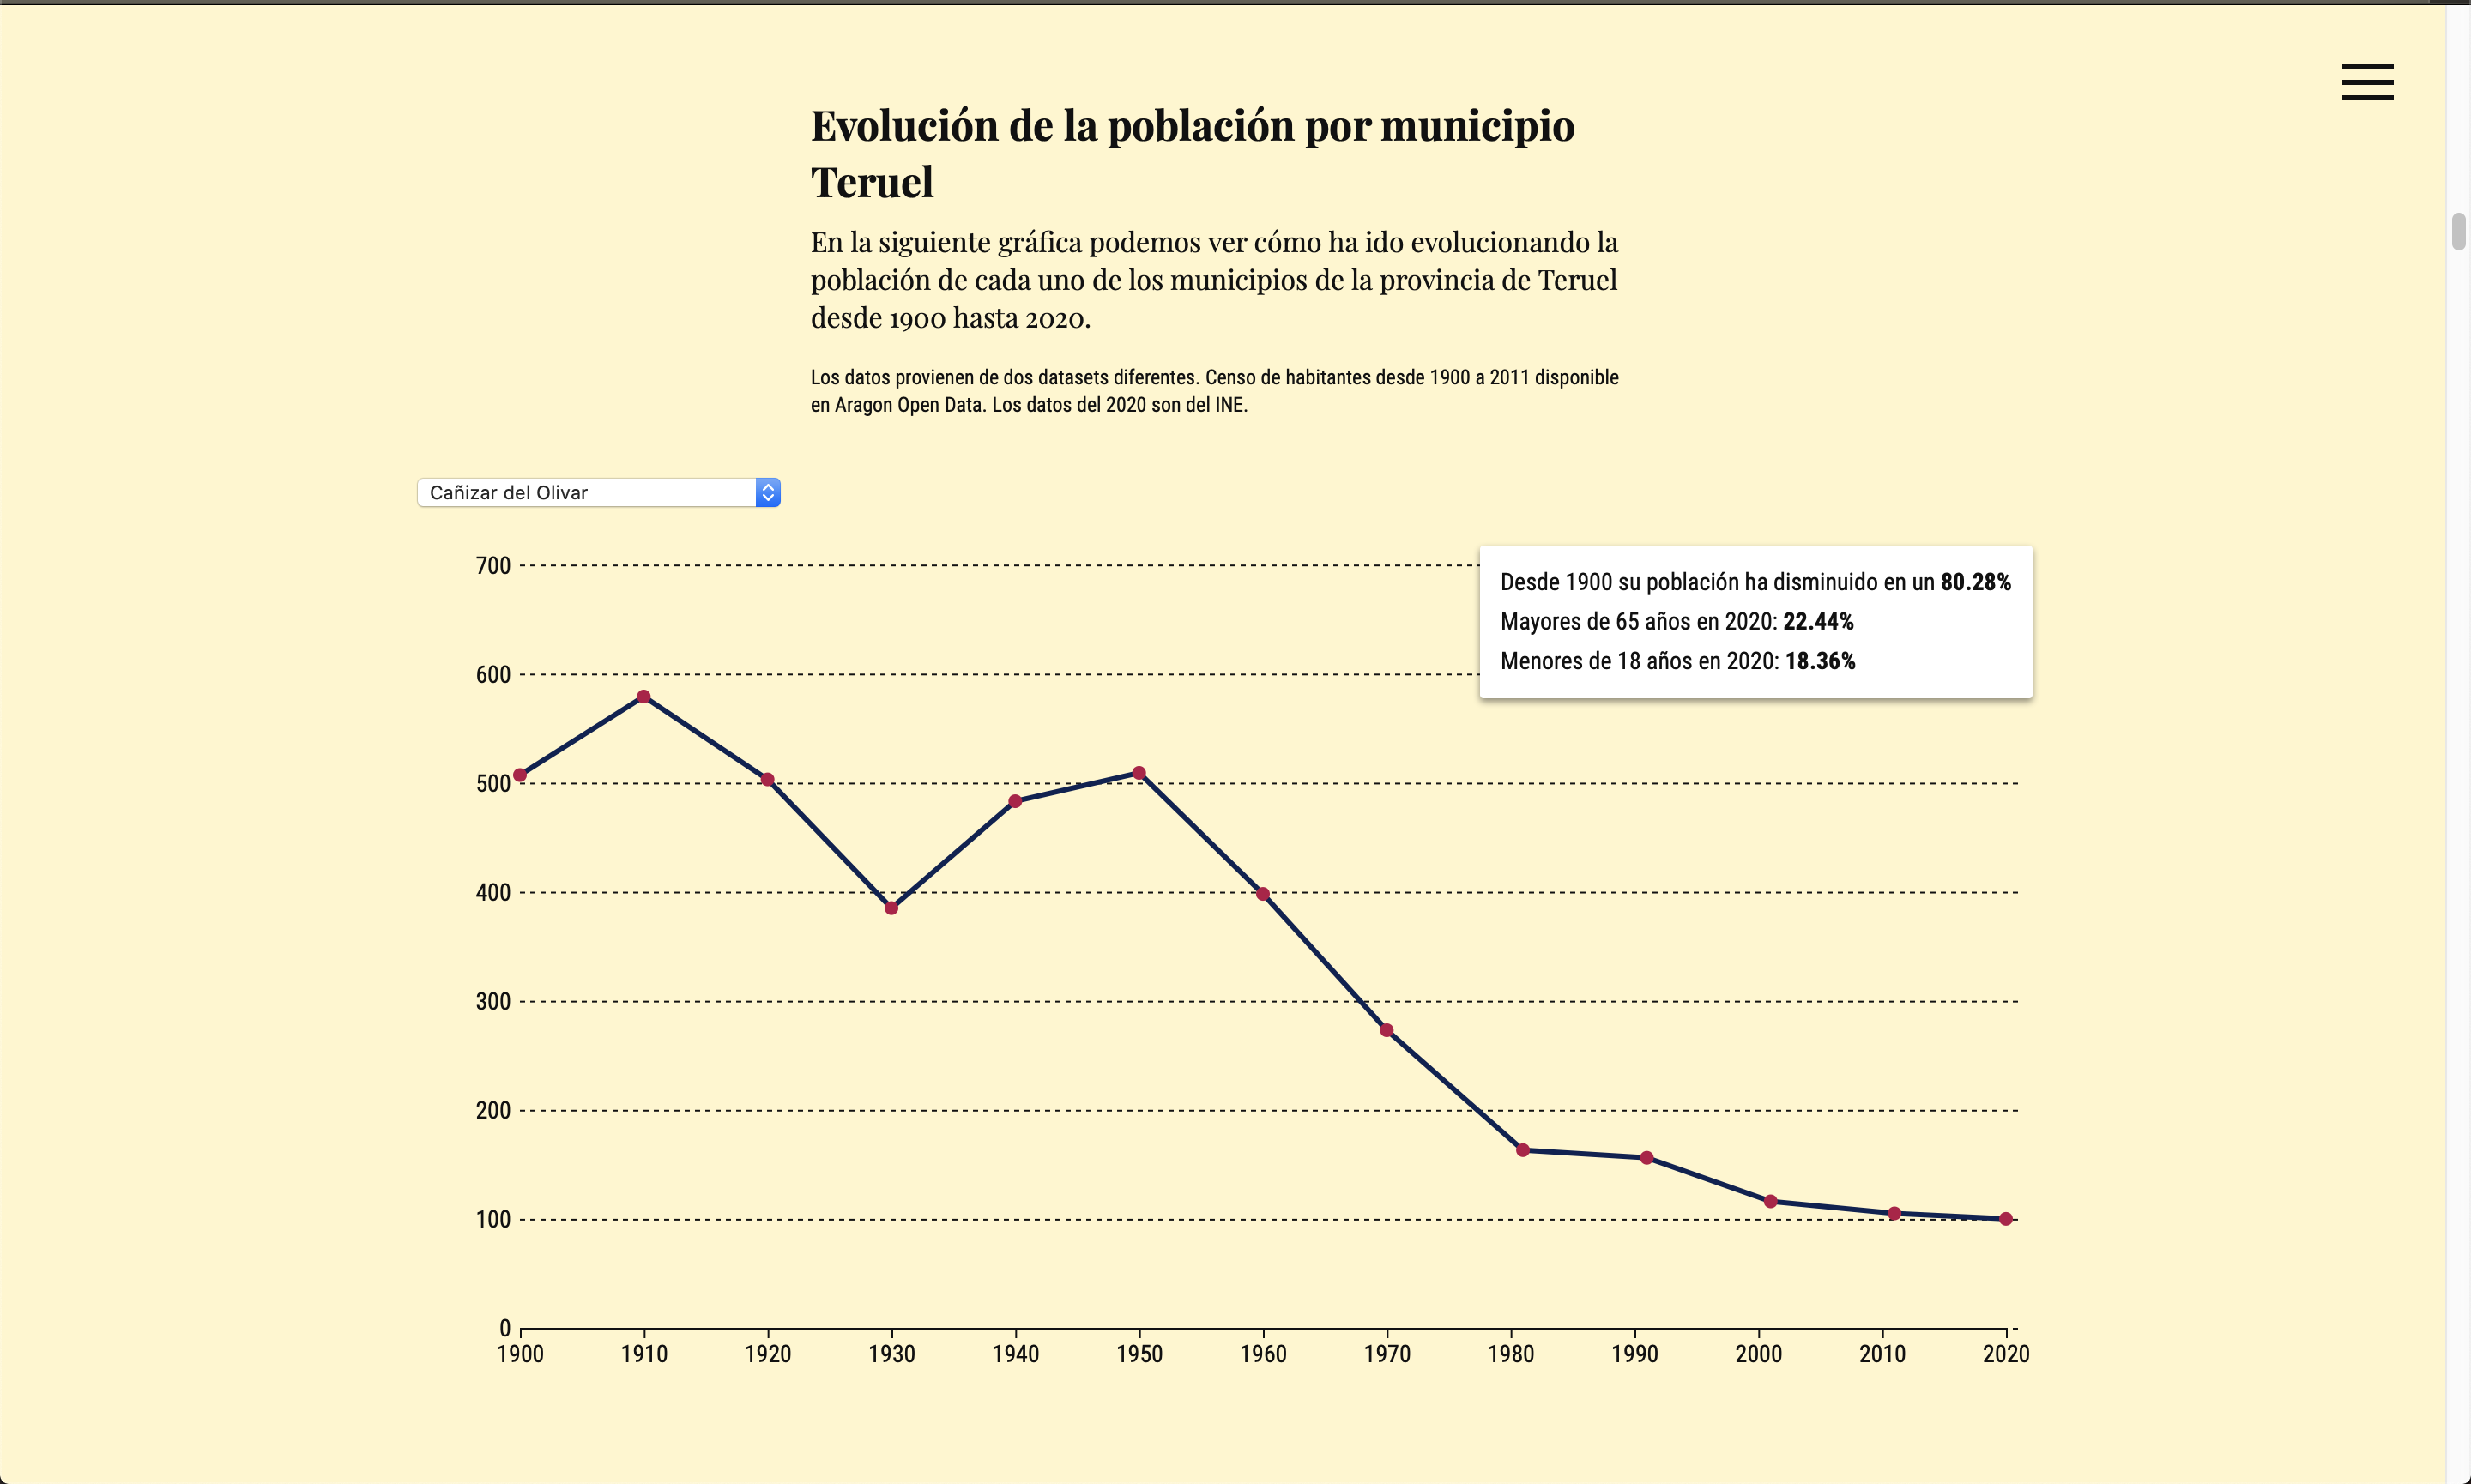 Evolución de la población por municipio
Teruel
En la siguiente gráfica podemos ver cómo ha ido evolucionando la
población de cada uno de los municipios de la provincia de Teruel
desde 1900 hasta 2020.
Los datos provienen de dos datasets diferentes. Censo de habitantes desde 1900 a 2011 disponible
en Aragon Open Data. Los datos del 2020 son del INE.
Cañizar del Olivar
Desde 1900 su población ha disminuido en un 80.28%
Mayores de 65 años en 2020: 22.44%
Menores de 18 años en 2020: 18.36%
700
600
500
400
300
200
100
0
1900 1910 1920 1930 1940 1950 1960 1970 1980 1990 2000 2010 2020